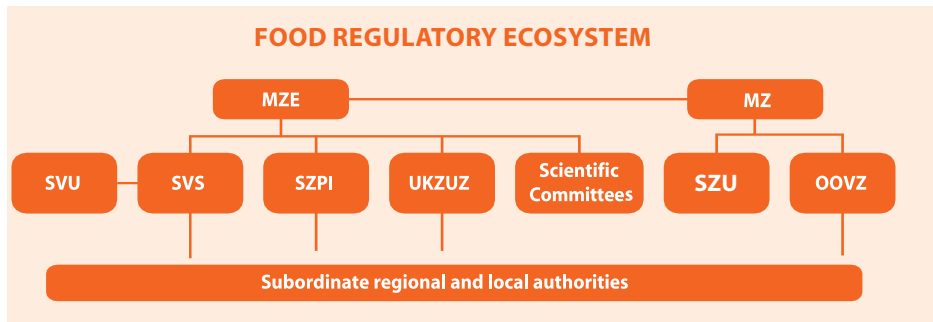 FOOD REGULATORY ECOSYSTEM
MZE
MZ
SVU
SVS
SZPI
UKZUZ
Scientific
Committees
SZU
OOVZ
Subordinate regional and local authorities